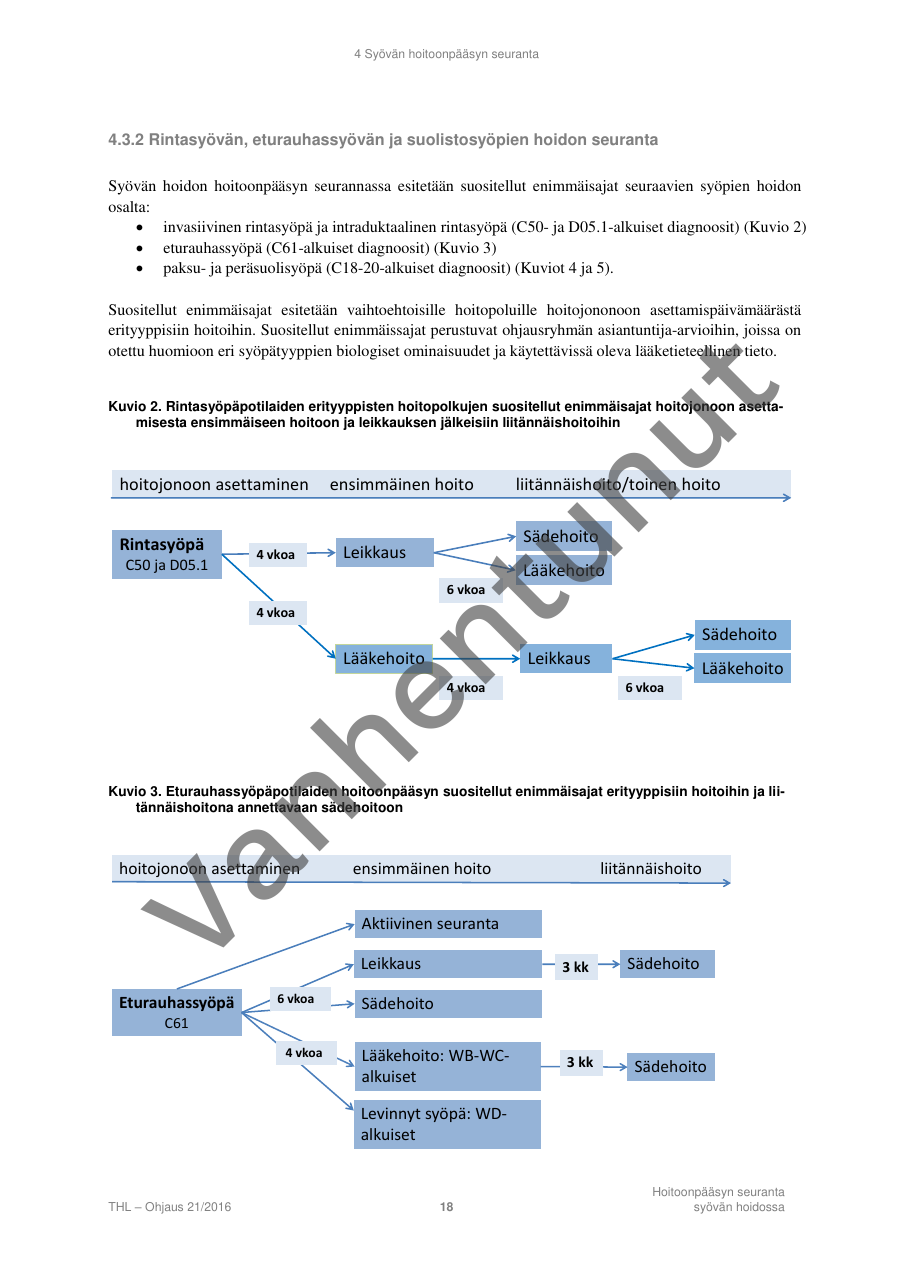 4 Syövän hoitoonpääsyn seuranta
4.3.2 Rintasyövän, eturauhassyövän ja suolistosyöpien hoidon seuranta
Syövän hoidon hoitoonpääsyn seurannassa esitetään suositellut enimmäisajat seuraavien syöpien hoidon
osalta:
• invasiivinen rintasyöpä ja intraduktaalinen rintasyöpä (C50- ja D05.1-alkuiset diagnoosit) (Kuvio 2)
• eturauhassyöpä (C61-alkuiset diagnoosit) (Kuvio 3)
• paksu- ja peräsuolisyöpä (C18-20-alkuiset diagnoosit) (Kuviot 4 ja 5).
Suositellut enimmäisajat esitetään vaihtoehtoisille hoitopoluille hoitojononoon asettamispäivämäärästä
erityyppisiin hoitoihin. Suositellut enimmäissajat perustuvat ohjausryhmän asiantuntija-arvioihin, joissa on
otettu huomioon eri syöpätyyppien biologiset ominaisuudet ja käytettävissä oleva lääketieteellinen tieto.
Kuvio 2. Rintasyöpäpotilaiden erityyppisten hoitopolkujen suositellut enimmäisajat hoitojonoon asetta-
misesta ensimmäiseen hoitoon ja leikkauksen jälkeisiin liitännäishoitoihin
hoitojonoon asettaminen ensimmäinen hoito liitännäishoito/toinen hoito
Rintasyöpä
C50 ja D05.1
4 vkoa
Leikkaus
Sädehoito
Lääkehoito
6 vkoa
4 vkoa
Lääkehoito
4 vkoa
Leikkaus
Sädehoito
Lääkehoito
6 vkoa
Kuvio 3. Eturauhassyöpäpotilaiden hoitoonpääsyn suositellut enimmäisajat erityyppisiin hoitoihin ja lii-
tännäishoitona annettavaan sädehoitoon
hoitojonoon asettaminen ensimmäinen hoito liitännäishoito
Aktiivinen seuranta
Leikkaus
3 kk
Sädehoito
Eturauhassyöpä
C61
6 vkoa
Sädehoito
4 vkoa
Lääkehoito: WB-WC-
alkuiset
3 kk
Sädehoito
Levinnyt syöpä: WD-
alkuiset
Vanhentunut
THL – Ohjaus 21/2016
18
Hoitoonpääsyn seuranta
syövän hoidossa